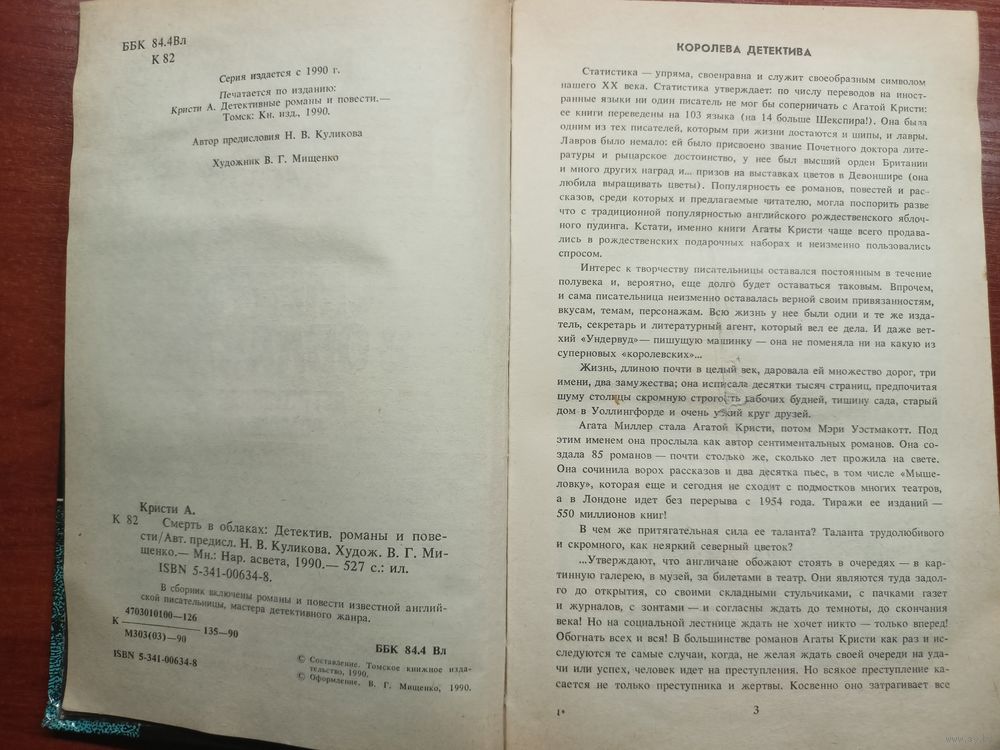 ББК 84.4Вл
К 82
Серия издается с 1990 г.
Печатается по изданию:
Кристи А. Детективные романы и повести.—
Томск: Кн. изд., 1990.
Автор предисловия Н. В. Куликова
Художник В. Г. Мищенко
Кристи А.
К 82 Смерть в облаках: Детектив. романы и пове-
сти/Авт. предисл. Н. В. Куликова. Худож. В. Г. Ми-
щенко.— Мн.: Нар. асвета, 1990.— 527 с.: ил.
ISBN 5-341-00634-8.
В сборник включены романы и повести известной англий-
ской писательницы, мастера детективного жанра.
4703010100—126
К 135—90
М303(03)—90
ББК 84.4 Вл
ISBN 5-341-00634-8
© Составление. Томское книжное изда-
тельство, 1990.
© Оформление. В. Г. Мищенко, 1990.
КОРОЛЕВА ДЕТЕКТИВА
Статистика — упряма, своенравна и служит своеобразным символом
нашего XX века. Статистика утверждает: по числу переводов на иност-
ранные языки ни один писатель не мог бы соперничать с Агатой Кристи:
ее книги переведены на 103 языка (на 14 больше Шекспира!). Она была
одним из тех писателей, которым при жизни достаются и шипы, и лавры.
Лавров было немало: ей было присвоено звание Почетного доктора лите-
ратуры и рыцарское достоинство, у нее был высший орден Британии
и много других наград и... призов на выставках цветов в Девоншире (она
любила выращивать цветы). Популярность ее романов, повестей и рас-
сказов, среди которых и предлагаемые читателю, могла поспорить разве
что с традиционной популярностью английского рождественского яблоч-
ного пудинга. Кстати, именно книги Агаты Кристи чаще всего продава-
лись в рождественских подарочных наборах и неизменно пользовались
спросом.
Интерес к творчеству писательницы оставался постоянным в течение
полувека и, вероятно, еще долго будет оставаться таковым. Впрочем,
и сама писательница неизменно оставалась верной своим привязанностям,
вкусам, темам, персонажам. Всю жизнь у нее были одни и те же изда-
тель, секретарь и литературный агент, который вел ее дела. И даже вет-
хий «Ундервуд»— пишущую машинку — она не поменяла ни на какую из
суперновых «королевских»...
Жизнь, длиною почти в целый век, даровала ей множество дорог, три
имени, два замужества; она исписала десятки тысяч страниц, предпочитая
шуму столицы скромную строгость рабочих будней, тишину сада, старый
дом в Уоллингфорде и очень узкий круг друзей.
Агата Миллер стала Агатой Кристи, потом Мэри Уэстмакотт. Под
этим именем она прослыла как автор сентиментальных романов. Она со-
здала 85 романов — почти столько же, сколько лет прожила на свете.
Она сочинила ворох рассказов и два десятка пьес, в том числе «Мыше-
ловку», которая еще и сегодня не сходит с подмостков многих театров,
а в Лондоне идет без перерыва с 1954 года. Тиражи ее изданий —
550 миллионов книг!
В чем же притягательная сила ее таланта? Таланта трудолюбивого
и скромного, как неяркий северный цветок?
...Утверждают, что англичане обожают стоять в очередях — в кар-
тинную галерею, в музей, за билетами в театр. Они являются туда задол-
го до открытия, со своими складными стульчиками, с пачками газет
и журналов, с зонтами — и согласны ждать до темноты, до скончания
века! Но на социальной лестнице ждать не хочет никто — только вперед!
Обогнать всех и вся! В большинстве романов Агаты Кристи как раз и ис-
следуются те самые случаи, когда, не желая ждать своей очереди на уда-
чи или успех, человек идет на преступления. Но всякое преступление ка-
сается не только преступника и жертвы. Косвенно оно затрагивает все
1*
3